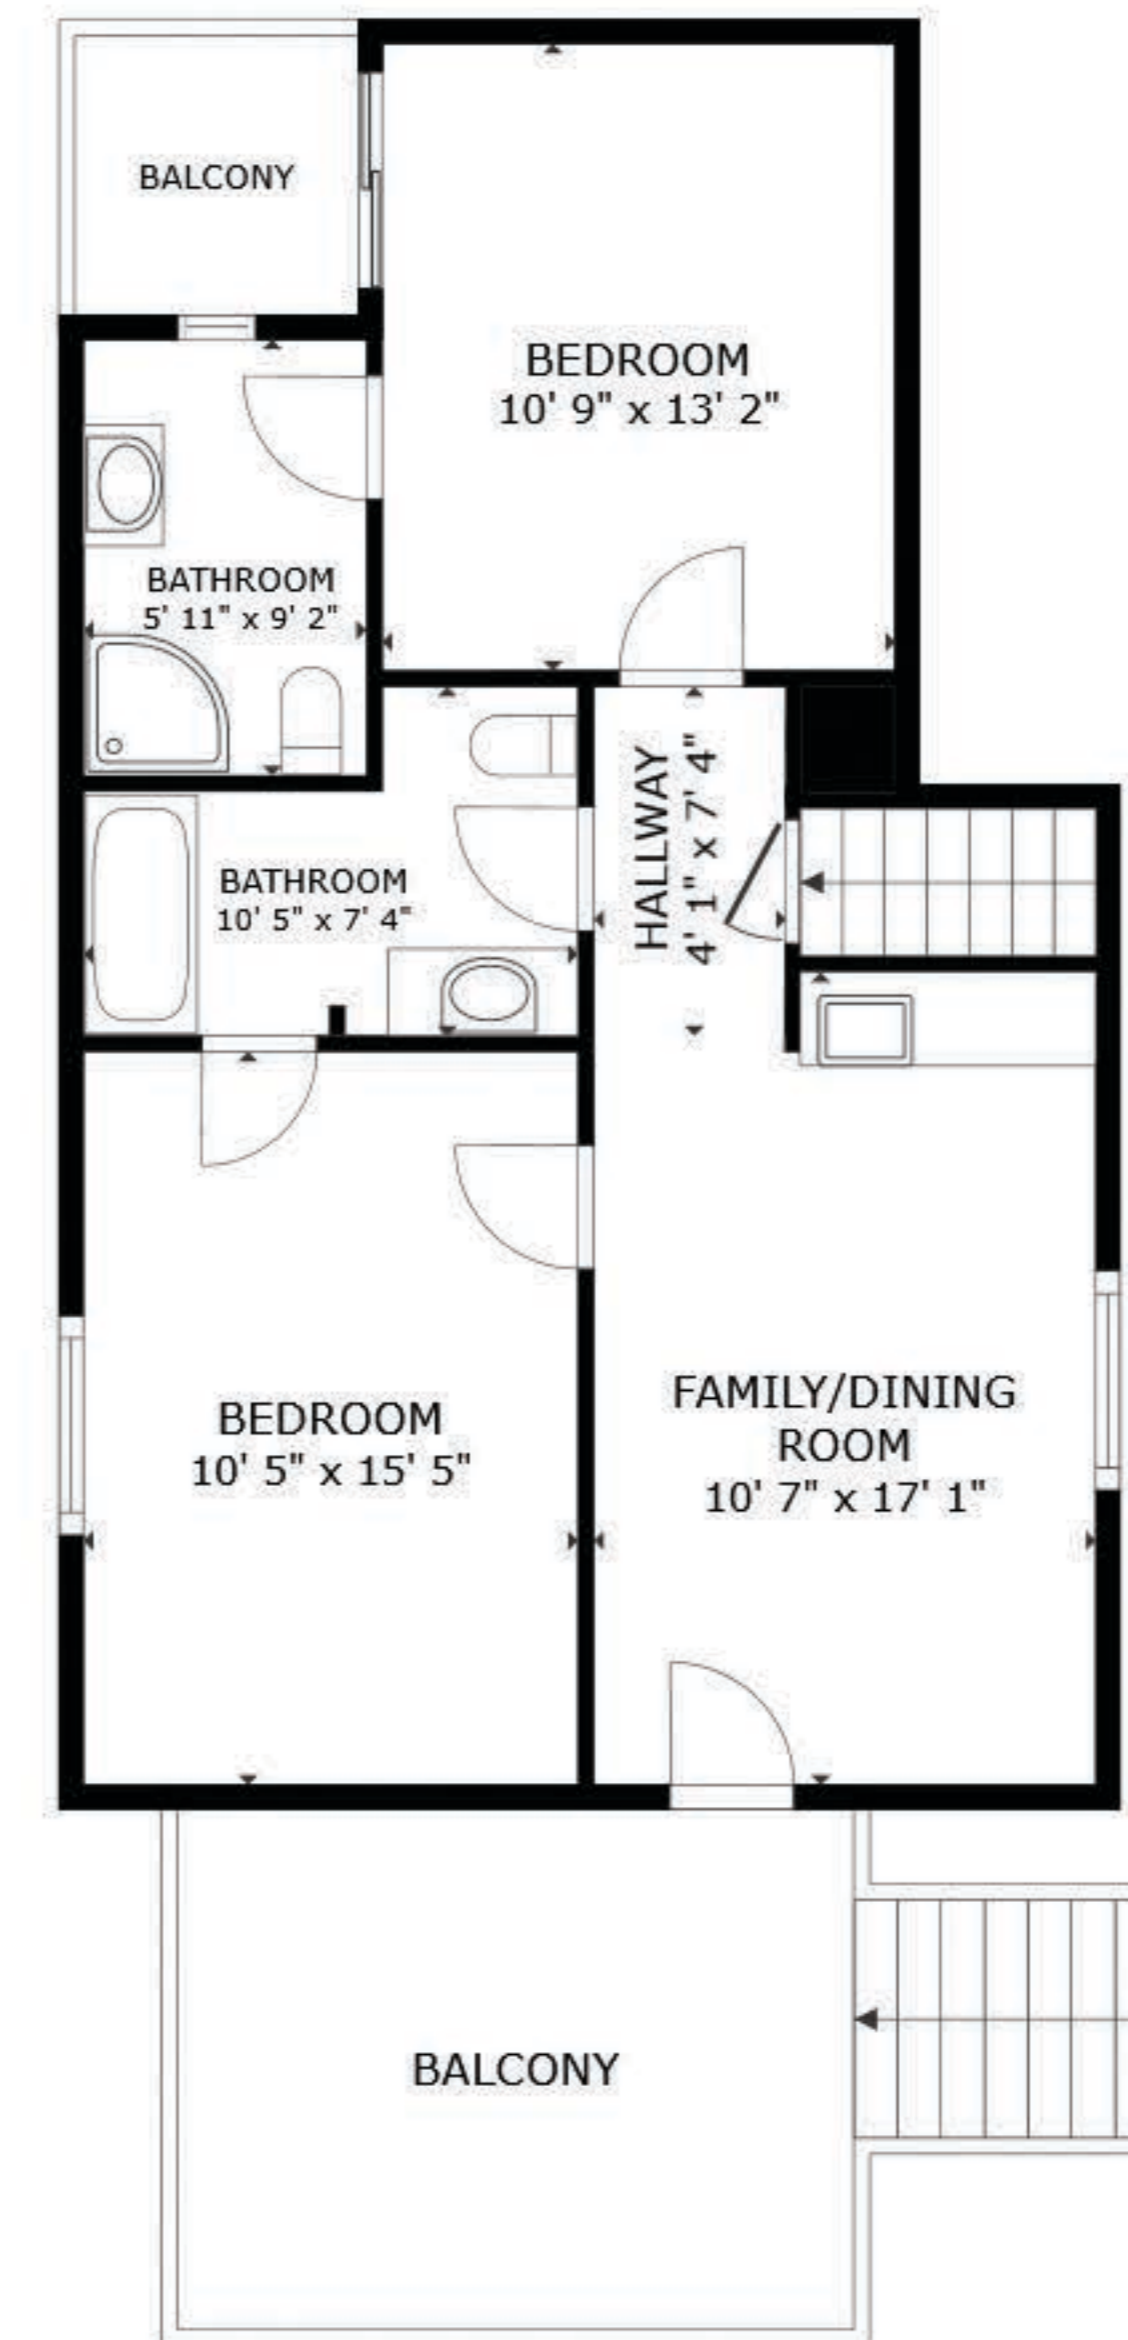 BALCONY
BEDROOM
10' 9" x 13' 2"
BATHROOM
5' 11" x 9' 2"
HALLWAY
4' 1" x 7' 4"
BATHROOM
10' 5" x 7' 4"
BEDROOM
10' 5" x 15' 5"
FAMILY/DINING
ROOM
10' 7" x 17' 1"
BALCONY